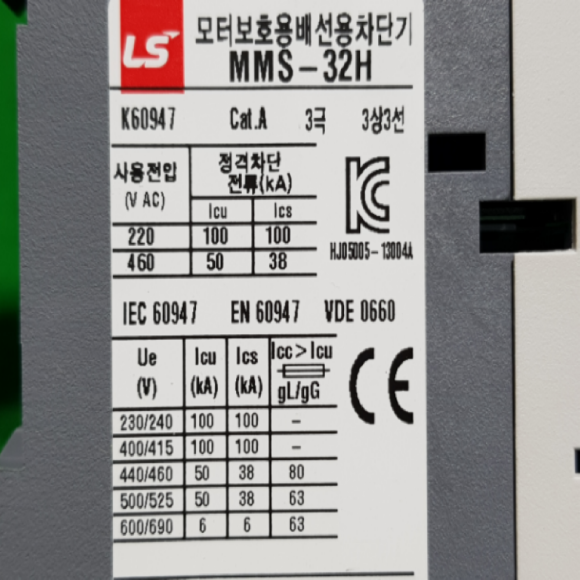 LS
모터보호용배선용차단기
MMS-32H
K60947 Cat.A 3극 3상3선
사용전압 (V AC) 정격차단 전류(kA)
Icu Ics
220 100 100
460 50 38
HJ05005-13004A
IEC 60947 EN 60947 VDE 0660
Ue (V) Icu (kA) Ics (kA) Icc>Icu gL/gG
CE
230/240 100 100 -
400/415 100 100 -
440/460 50 38 80
500/525 50 38 63
600/690 6 6 63